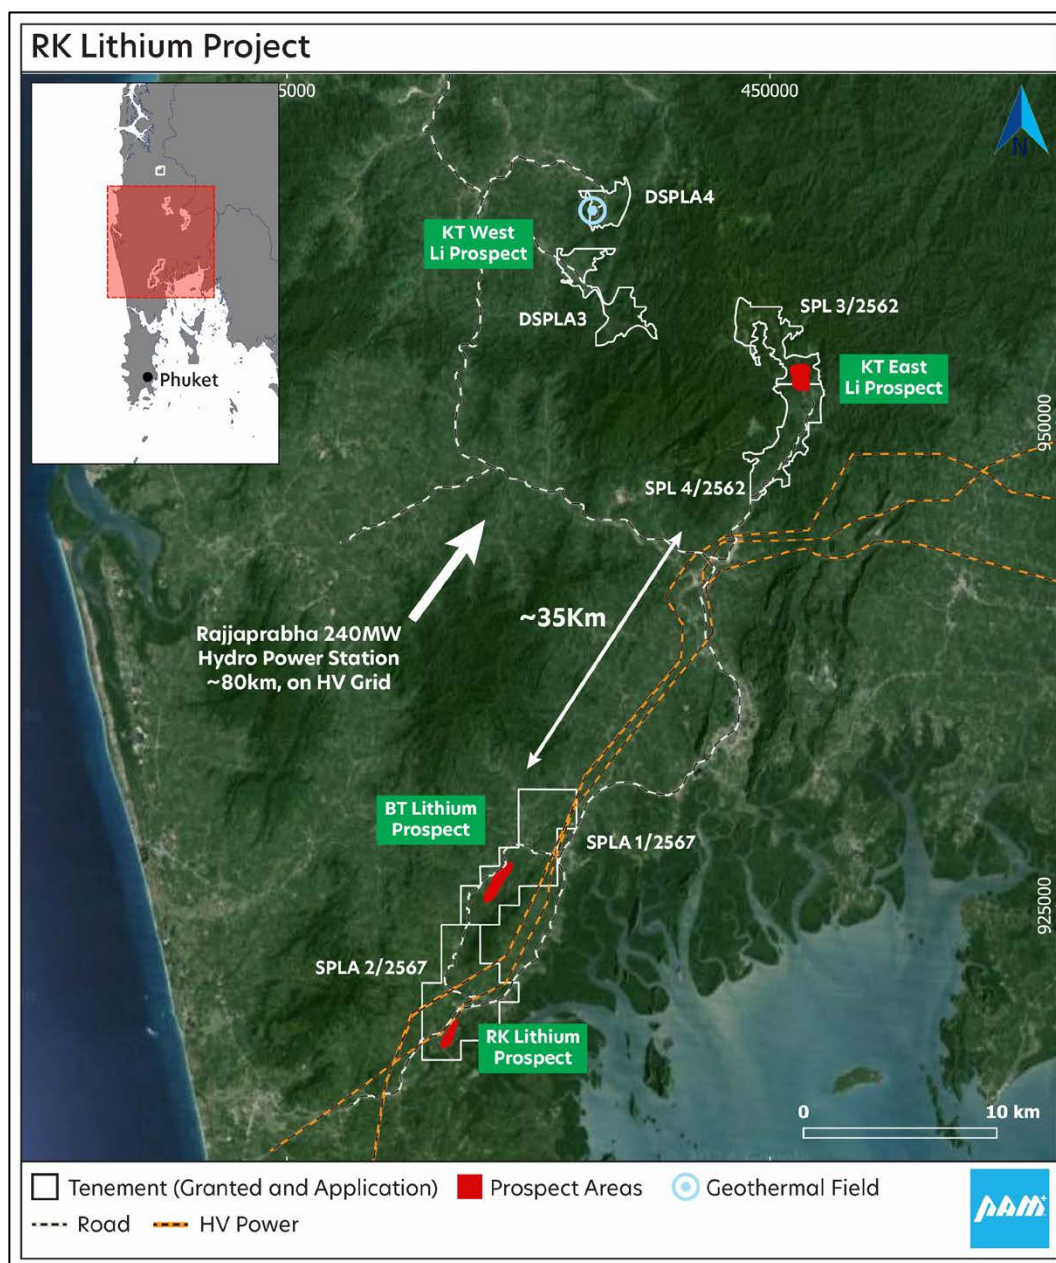 RK Lithium Project
5000
450000
N
DSPLA4
KT West
Li Prospect
DSPLA3
SPL 3/2562
KT East
Li Prospect
Phuket
950000
SPL 4/2562
~35Km
Rajjaprabha 240MW
Hydro Power Station
~80km, on HV Grid
BT Lithium
Prospect
SPLA 1/2567
925000
SPLA 2/2567
RK Lithium
Prospect
0 10 km
Tenement (Granted and Application) Prospect Areas Geothermal Field
Road HV Power
PAM+